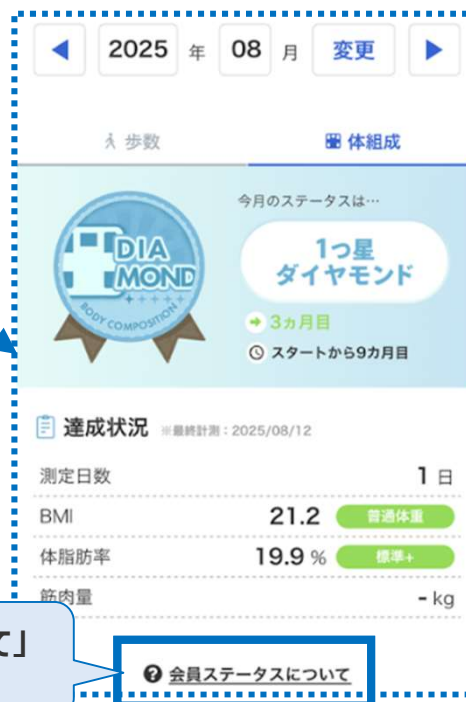 2025 年 08 月 変更
歩数 体組成
今月のステータスは…
DIA
MOND
BODY COMPOSITION
1つ星
ダイヤモンド
3ヵ月目
スタートから9カ月目
達成状況 ※最終計測：2025/08/12
測定日数 1 日
BMI 21.2 普通体重
体脂肪率 19.9 % 標準+
筋肉量 - kg
て」
会員ステータスについて